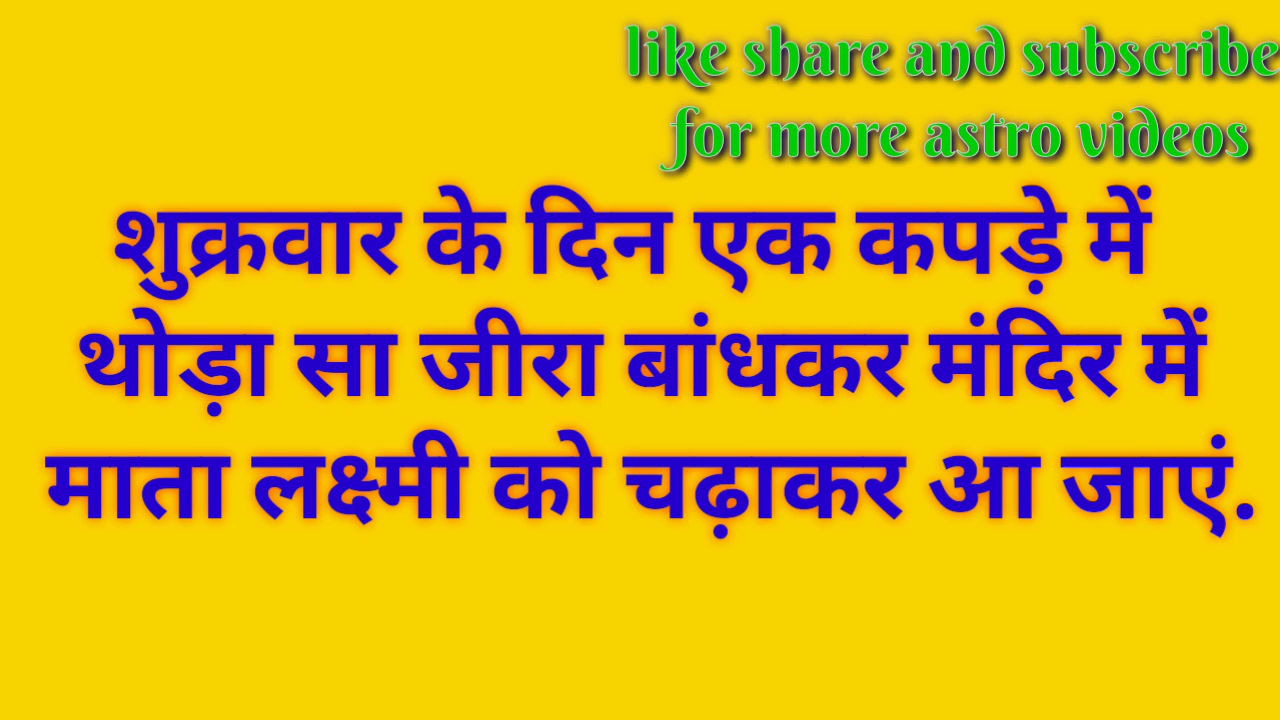 like share and subscribe
for more astro videos
शुक्रवार के दिन एक कपड़े में
थोड़ा सा जीरा बांधकर मंदिर में
माता लक्ष्मी को चढ़ाकर आ जाएं.